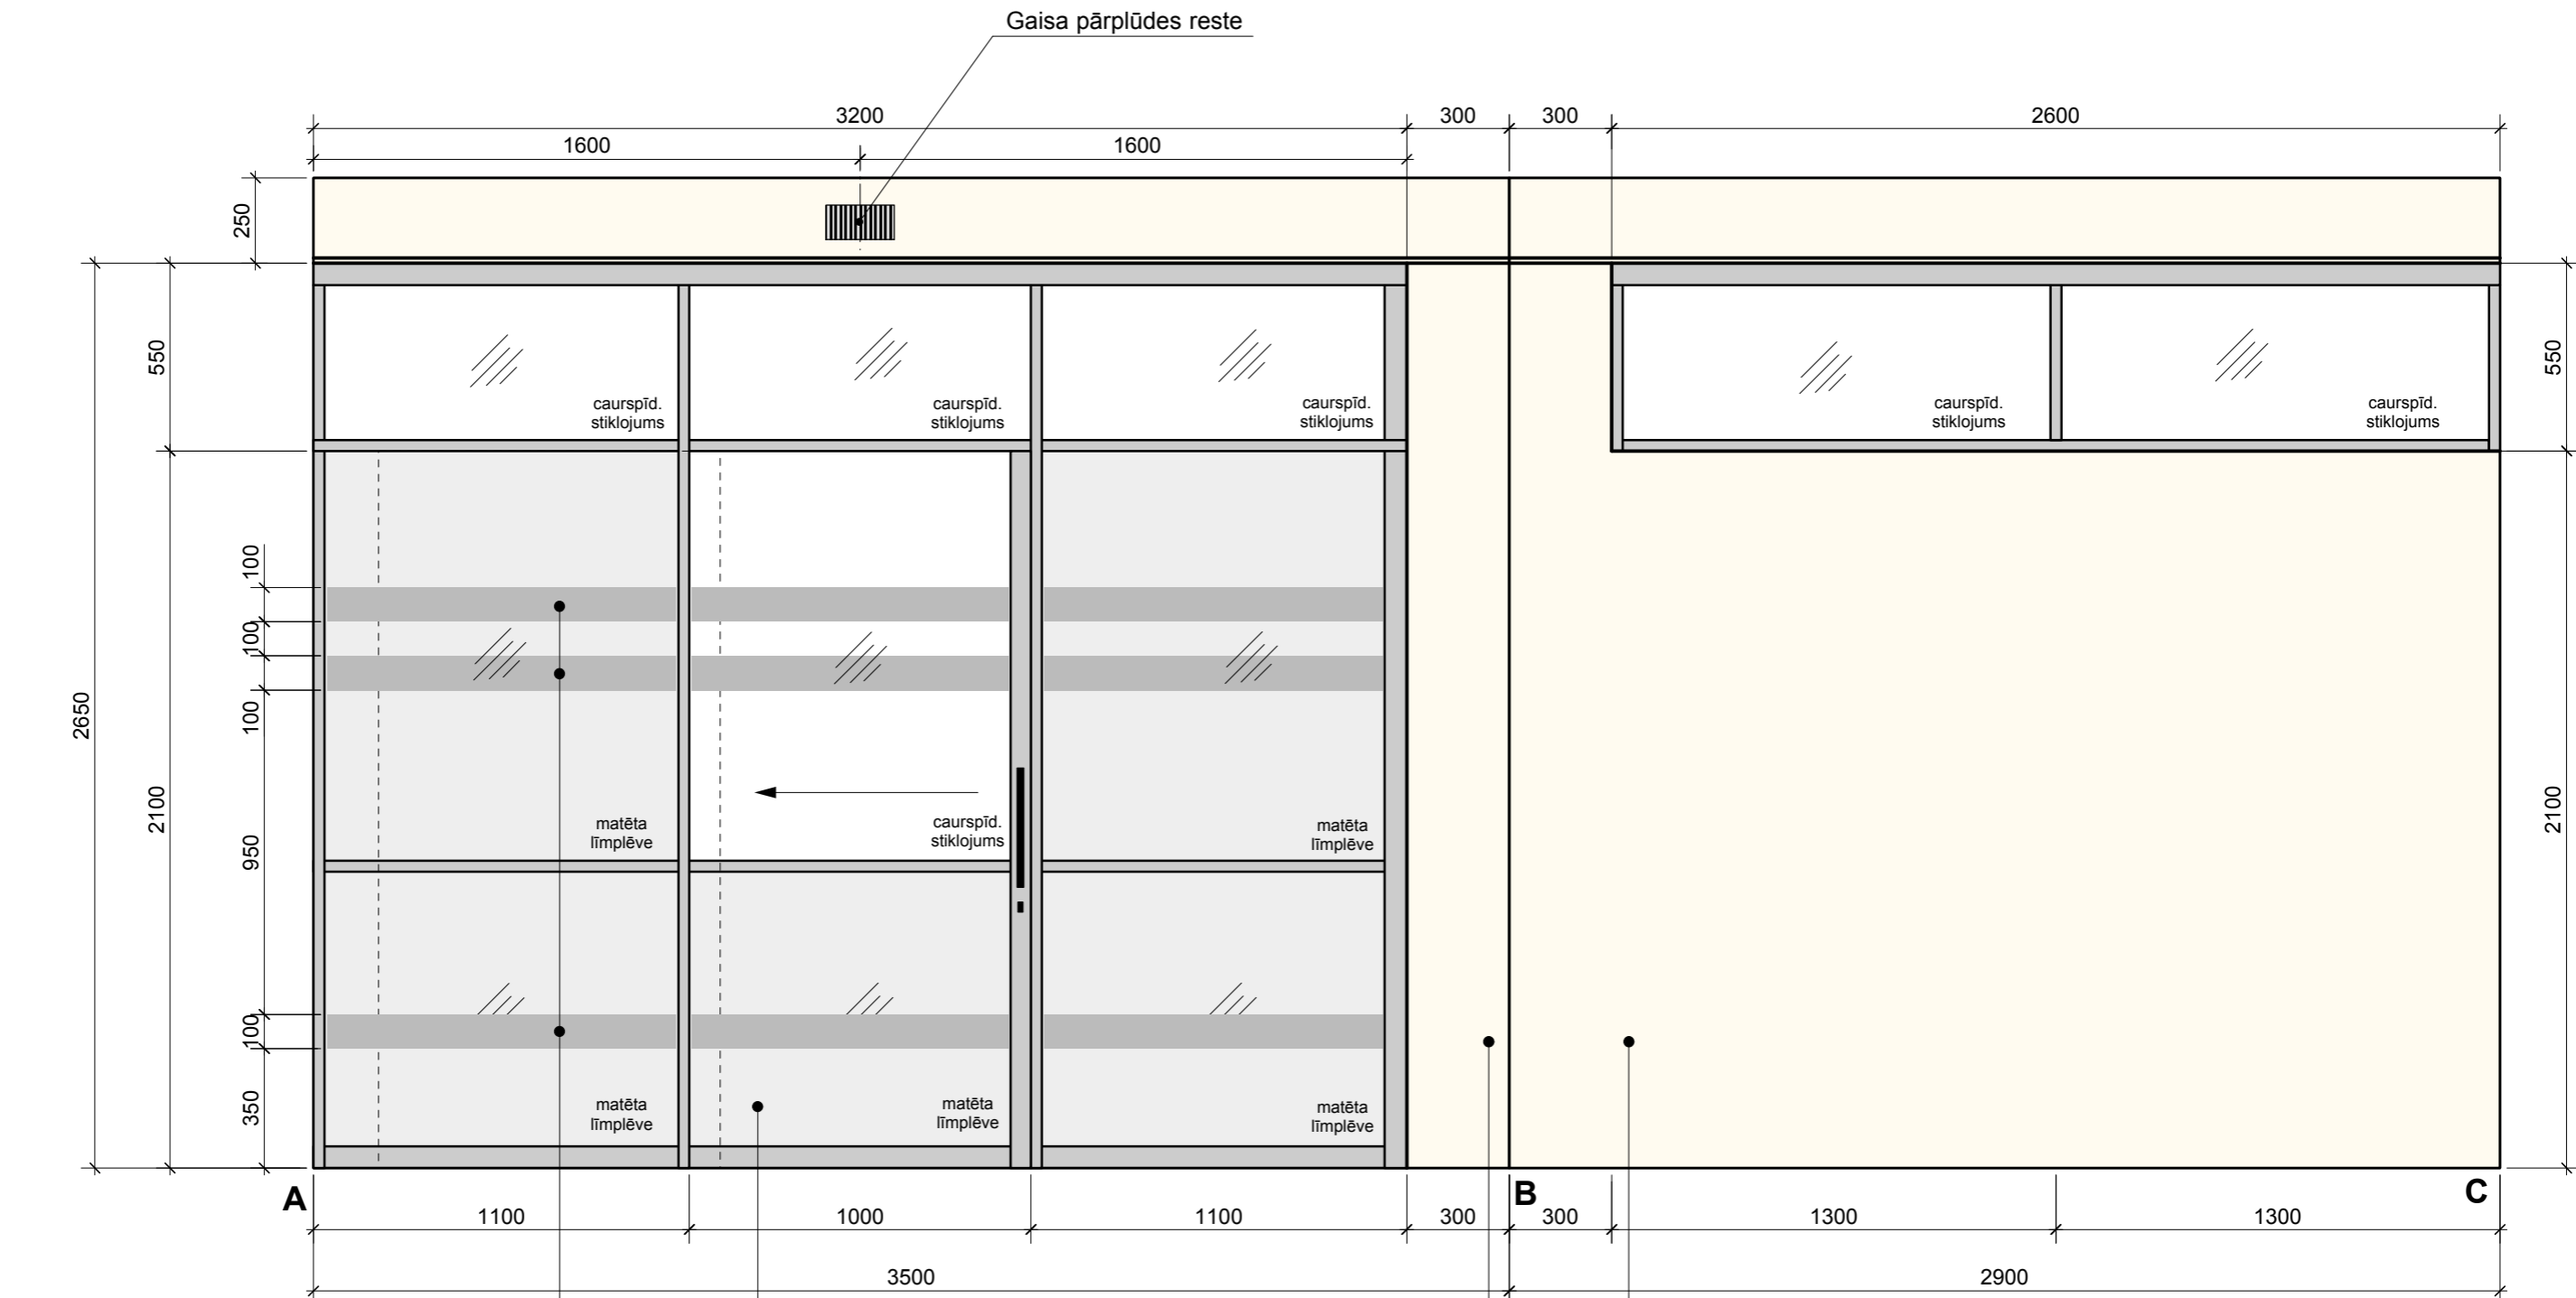 Gaisa pārplūdes reste
3200
300
300
2600
1600
1600
250
550
caurspīd.
stiklojums
caurspīd.
stiklojums
caurspīd.
stiklojums
caurspīd.
stiklojums
caurspīd.
stiklojums
550
100
100
100
2650
2100
950
matēta
līmplēve
caurspīd.
stiklojums
matēta
līmplēve
2100
100
350
matēta
līmplēve
matēta
līmplēve
matēta
līmplēve
A
B
C
1100
1000
1100
300
300
1300
1300
3500
2900